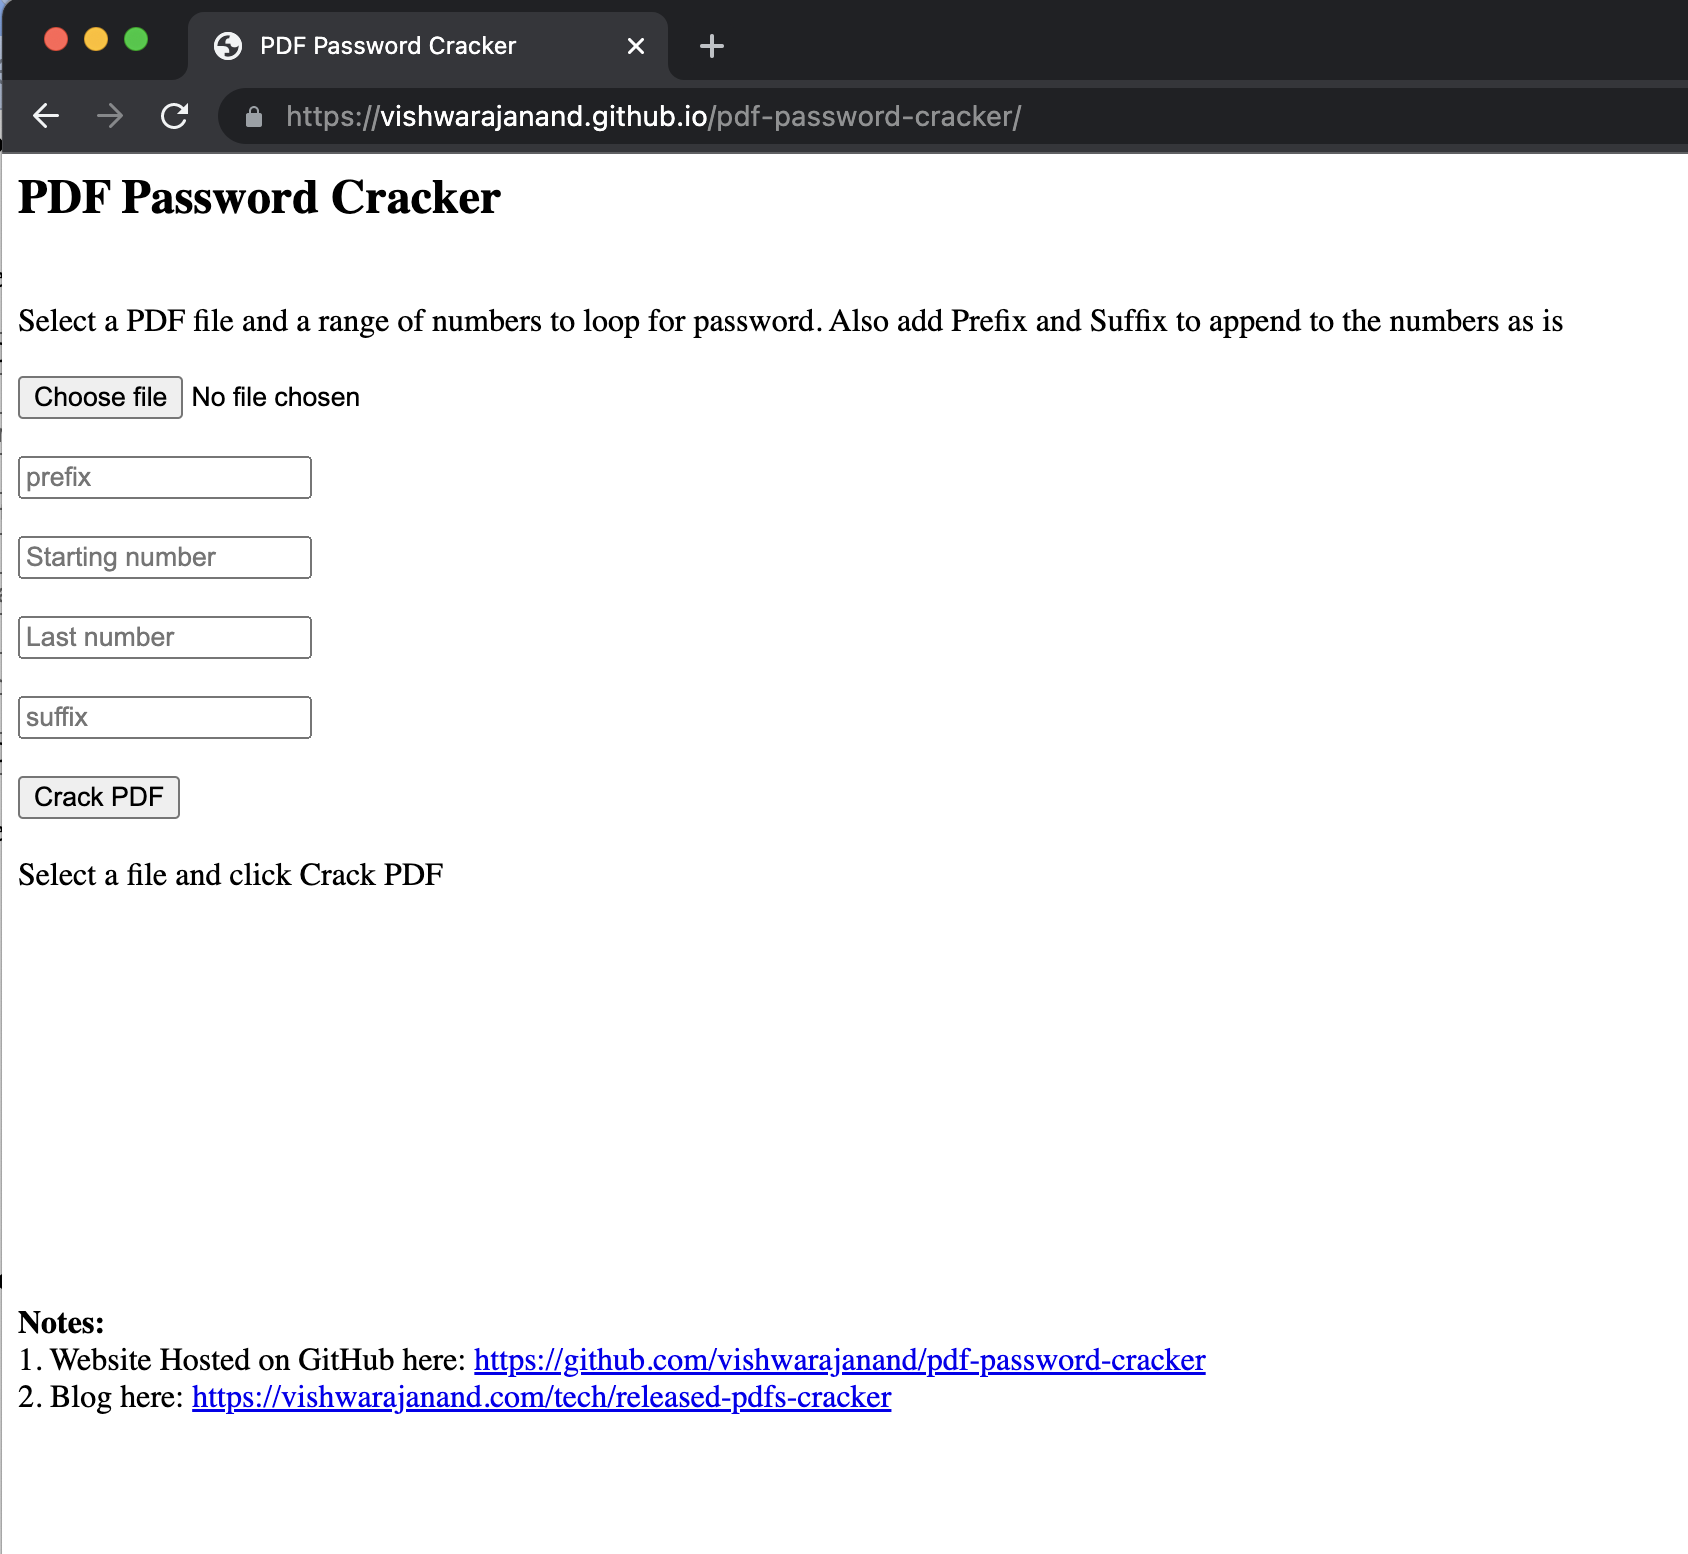 PDF Password Cracker
https://vishwarajanand.github.io/pdf-password-cracker/
PDF Password Cracker
Select a PDF file and a range of numbers to loop for password. Also add Prefix and Suffix to append to the numbers as is
Choose file No file chosen
prefix
Starting number
Last number
suffix
Crack PDF
Select a file and click Crack PDF
Notes:
1. Website Hosted on GitHub here: https://github.com/vishwarajanand/pdf-password-cracker
2. Blog here: https://vishwarajanand.com/tech/released-pdfs-cracker